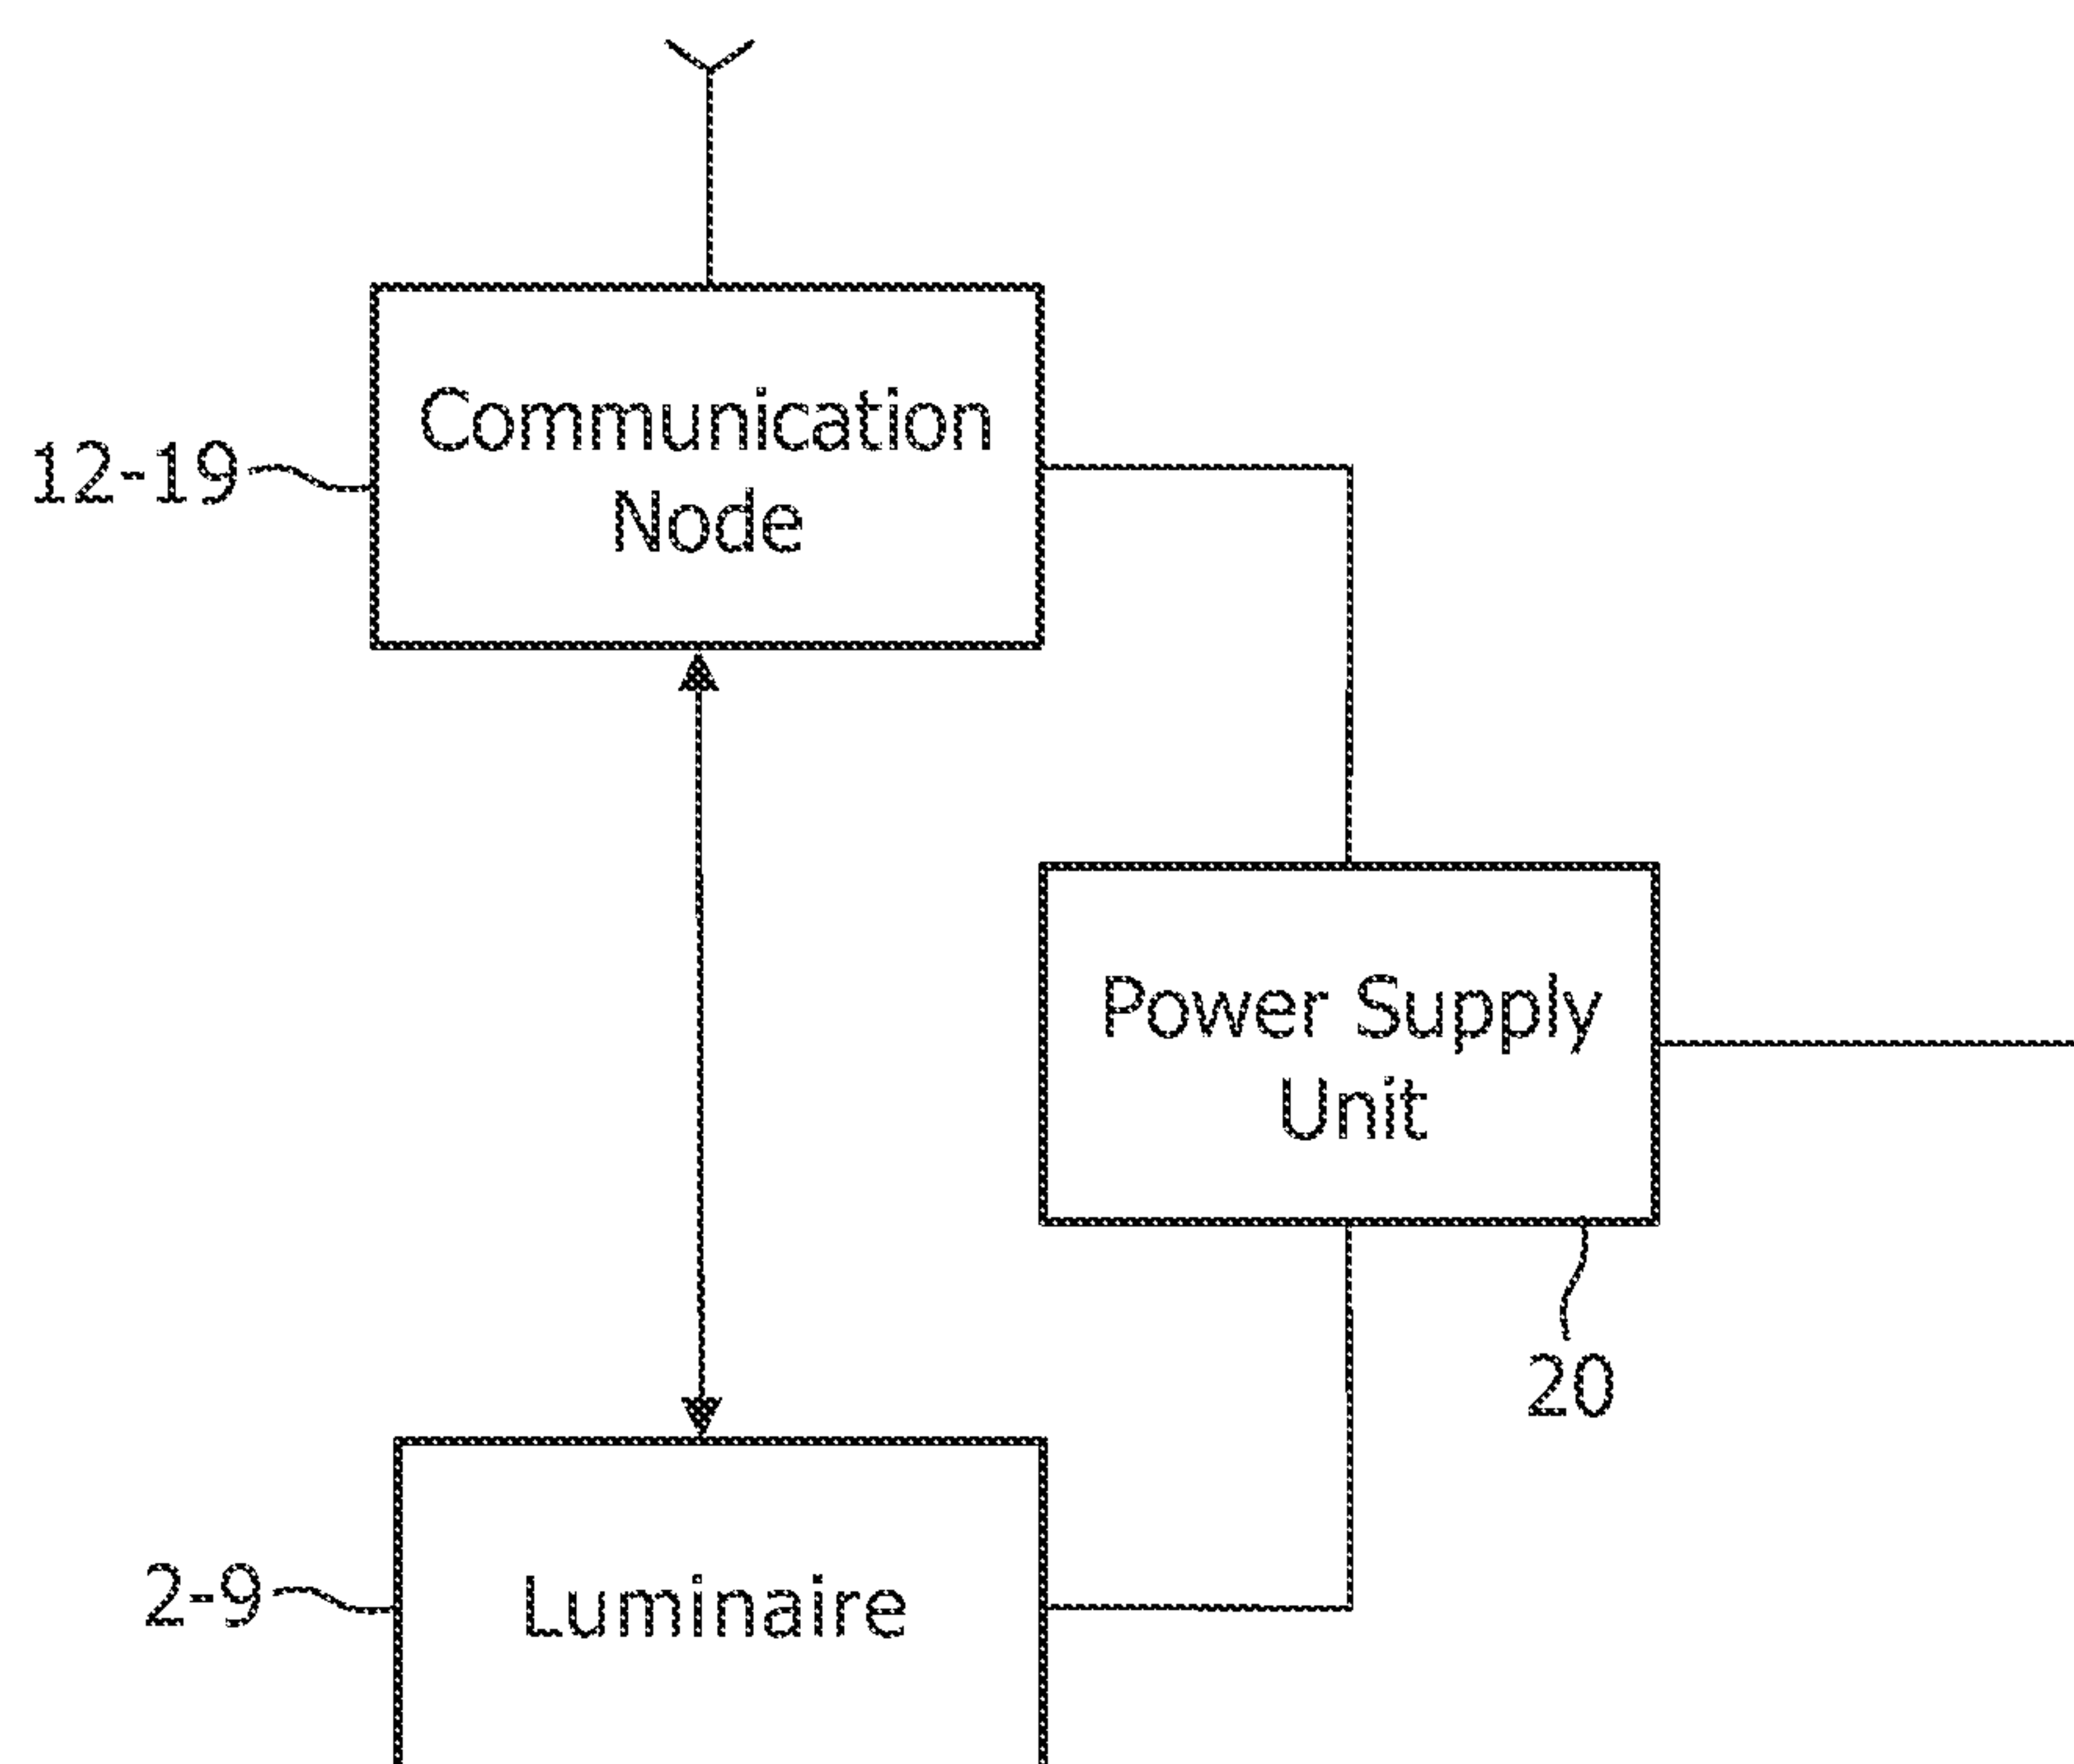 Communication
Node
12-19
Power Supply
Unit
20
2-9
Luminaire